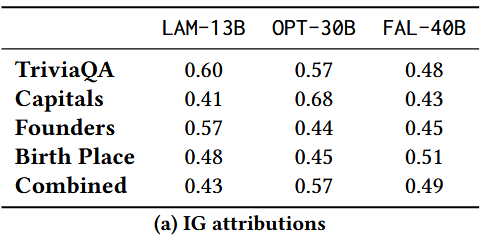 LAM-13B OPT-30B FAL-40B
TriviaQA 0.60 0.57 0.48
Capitals 0.41 0.68 0.43
Founders 0.57 0.44 0.45
Birth Place 0.48 0.45 0.51
Combined 0.43 0.57 0.49
(a) IG attributions